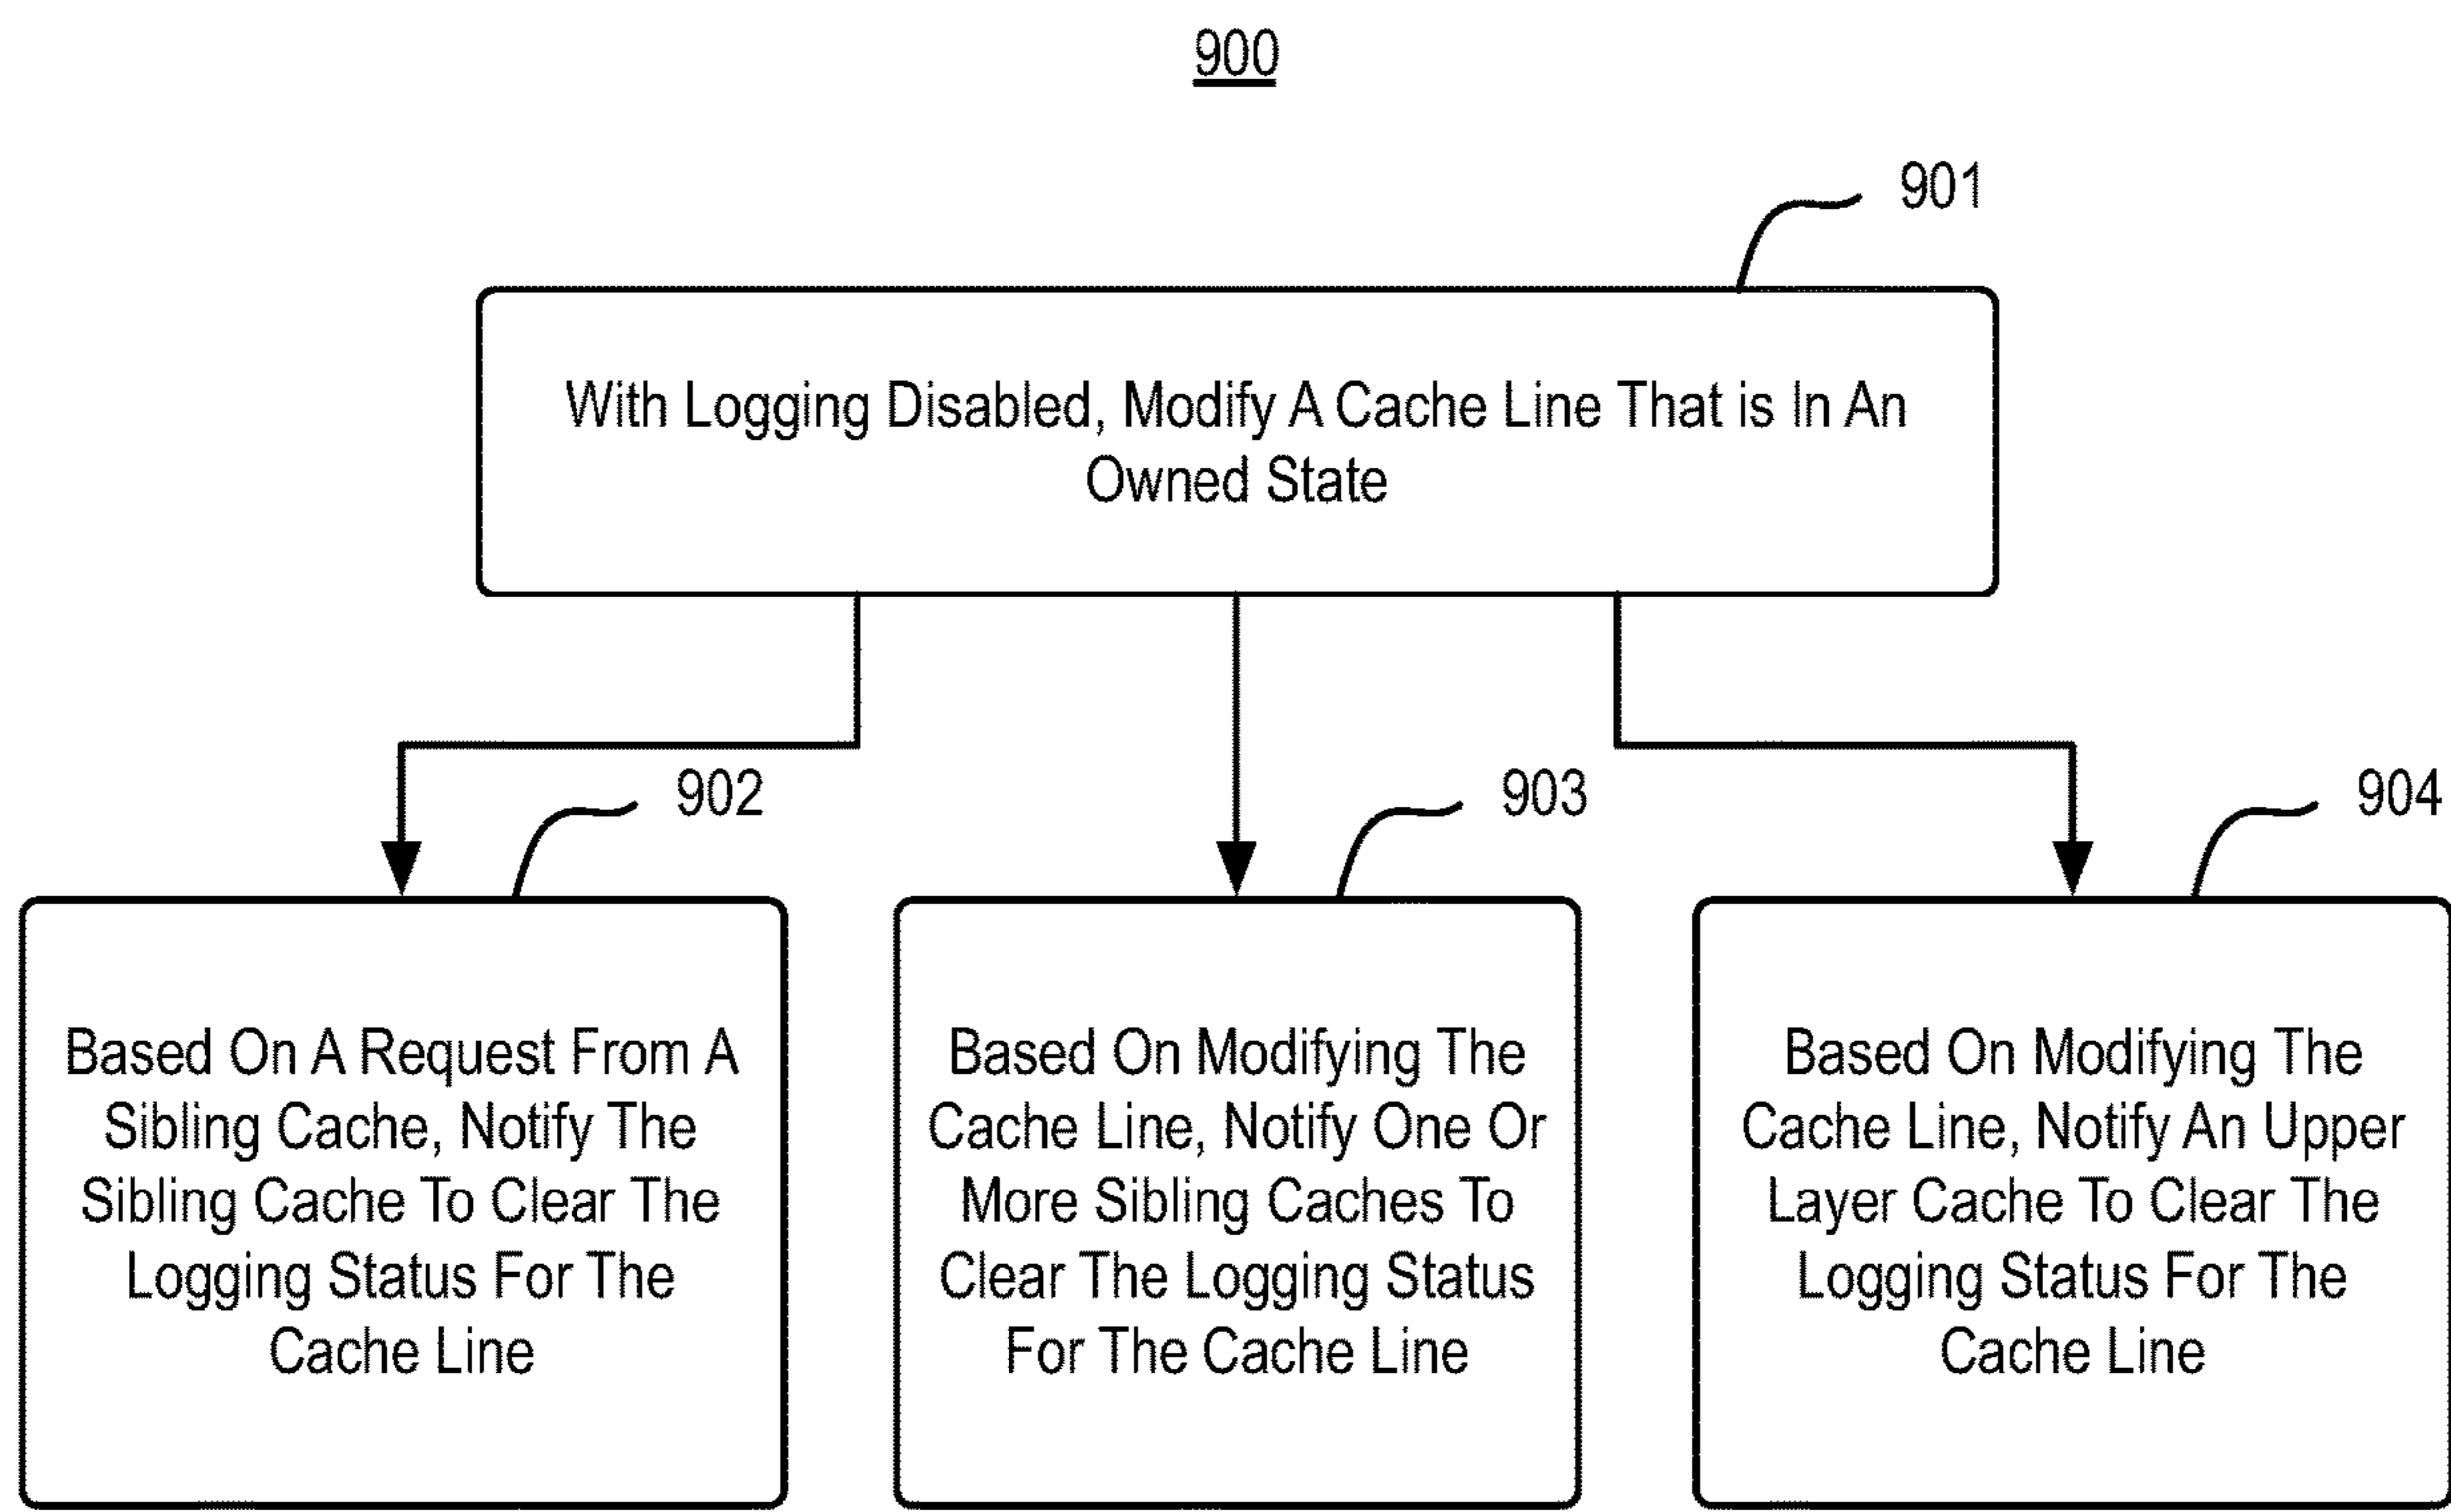 900
901
With Logging Disabled, Modify A Cache Line That is In An
Owned State
902
903
904
Based On A Request From A
Sibling Cache, Notify The
Sibling Cache To Clear The
Logging Status For The
Cache Line
Based On Modifying The
Cache Line, Notify One Or
More Sibling Caches To
Clear The Logging Status
For The Cache Line
Based On Modifying The
Cache Line, Notify An Upper
Layer Cache To Clear The
Logging Status For The
Cache Line